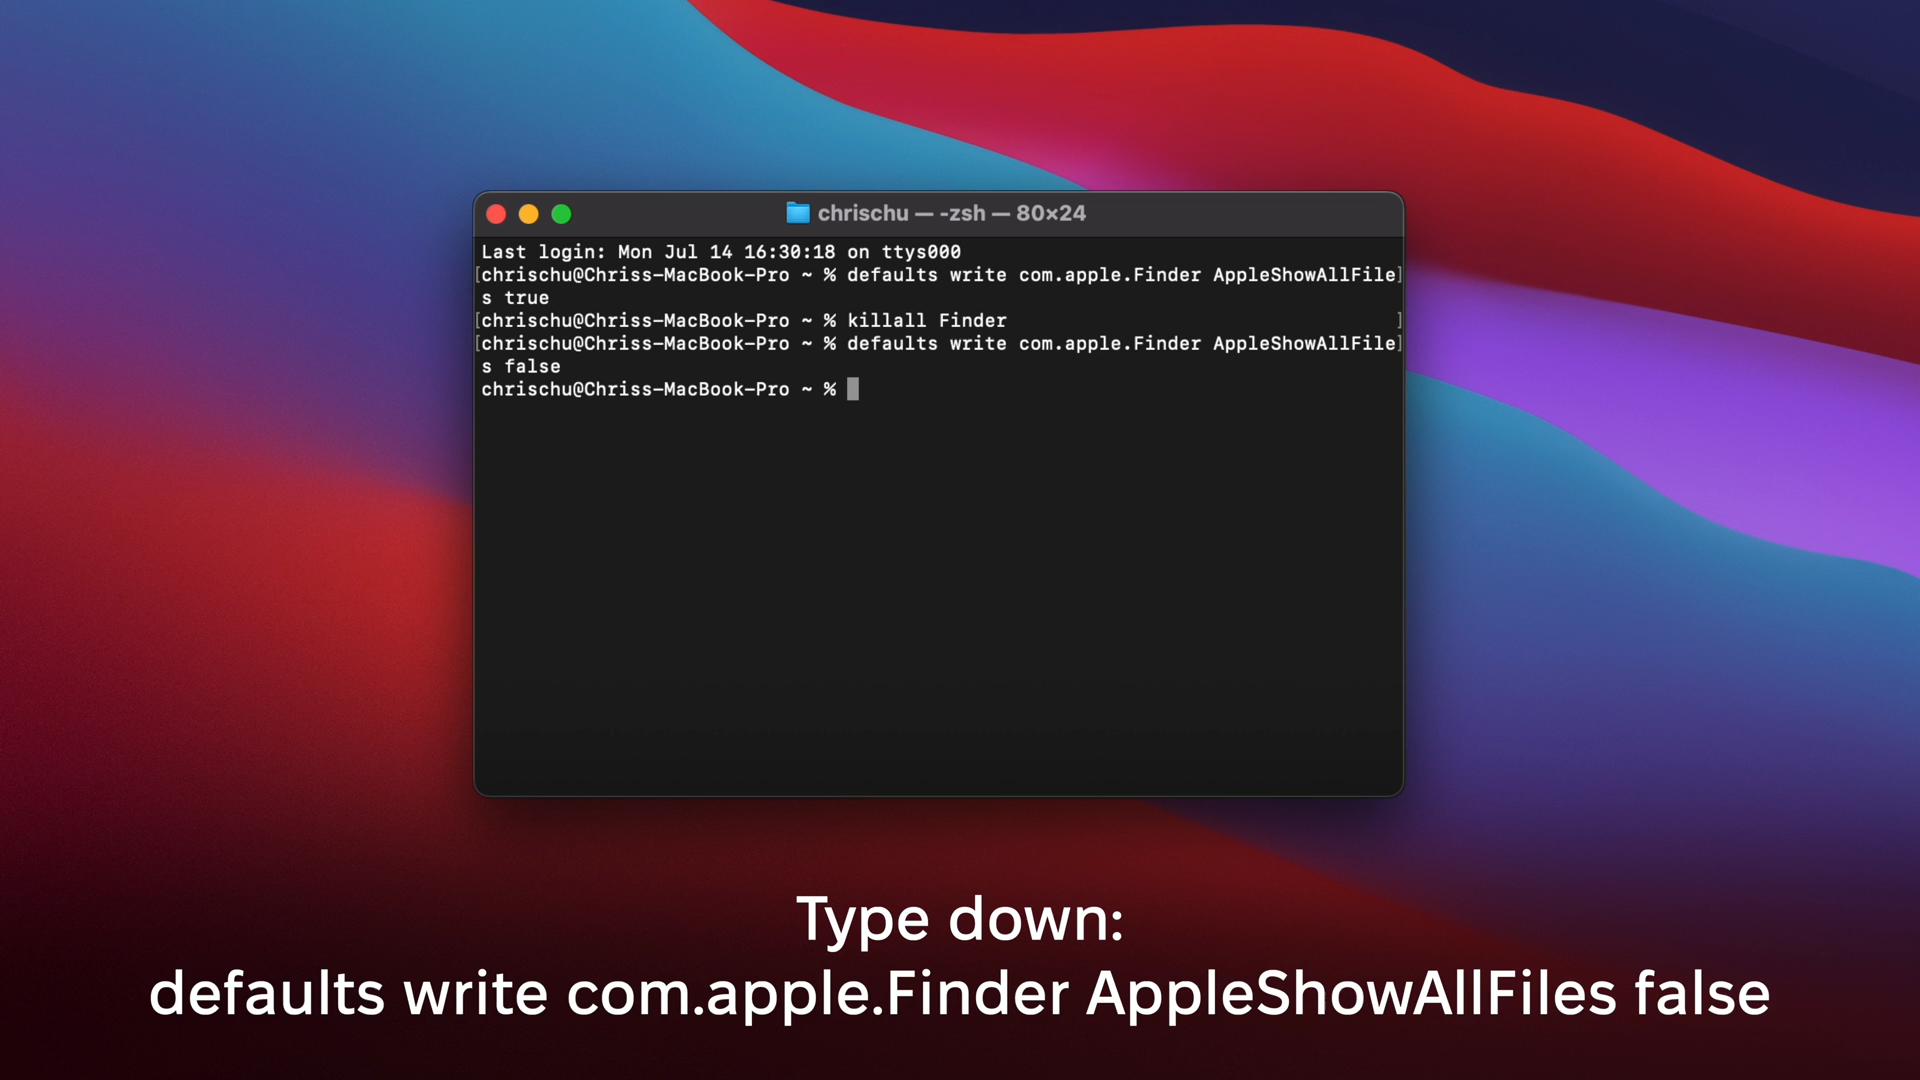 chrischu — -zsh — 80×24
Last login: Mon Jul 14 16:30:18 on ttys000
[chrischu@Chriss-MacBook-Pro ~ % defaults write com.apple.Finder AppleShowAllFile]
s true
[chrischu@Chriss-MacBook-Pro ~ % killall Finder ]
[chrischu@Chriss-MacBook-Pro ~ % defaults write com.apple.Finder AppleShowAllFile]
s false
chrischu@Chriss-MacBook-Pro ~ %
Type down:
defaults write com.apple.Finder AppleShowAllFiles false